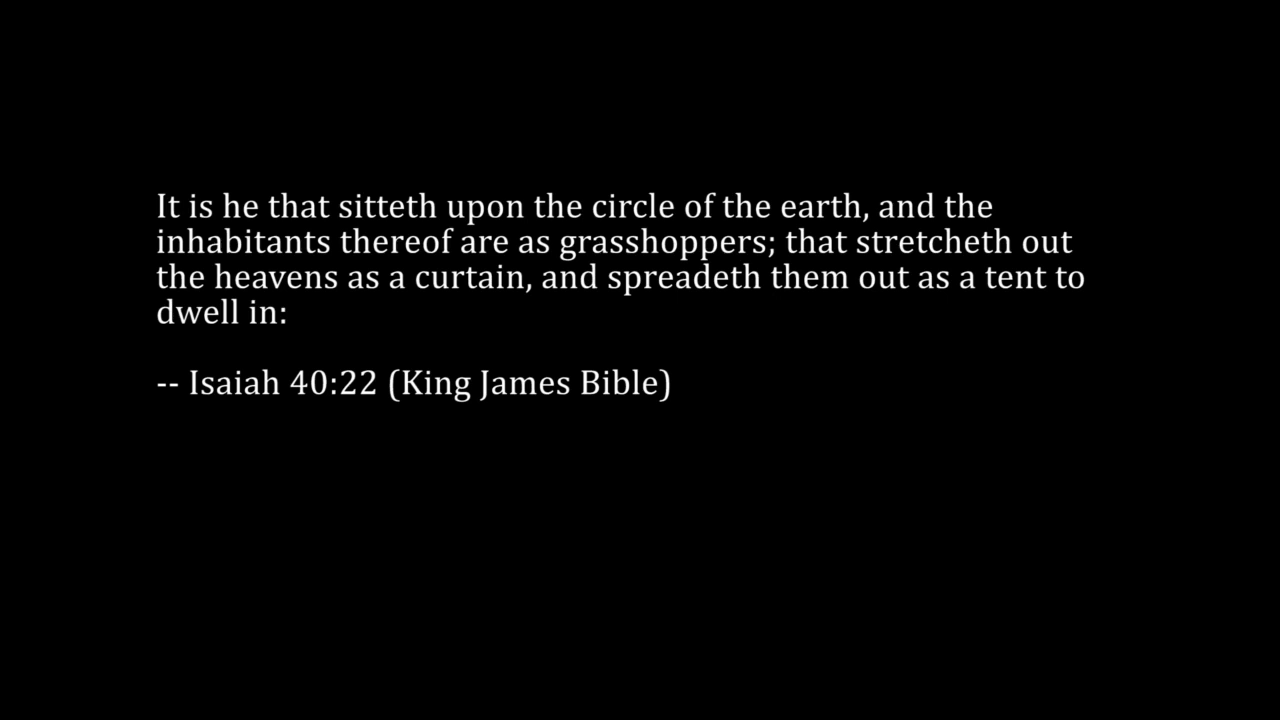 It is he that sitteth upon the circle of the earth, and the
inhabitants thereof are as grasshoppers; that stretcheth out
the heavens as a curtain, and spreadeth them out as a tent to
dwell in:
-- Isaiah 40:22 (King James Bible)